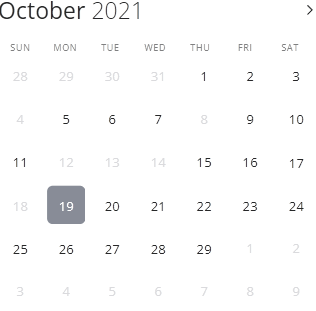 October 2021
SUN MON TUE WED THU FRI SAT
28 29 30 31 1 2 3
4 5 6 7 8 9 10
11 12 13 14 15 16 17
18 19 20 21 22 23 24
25 26 27 28 29 1 2
3 4 5 6 7 8 9